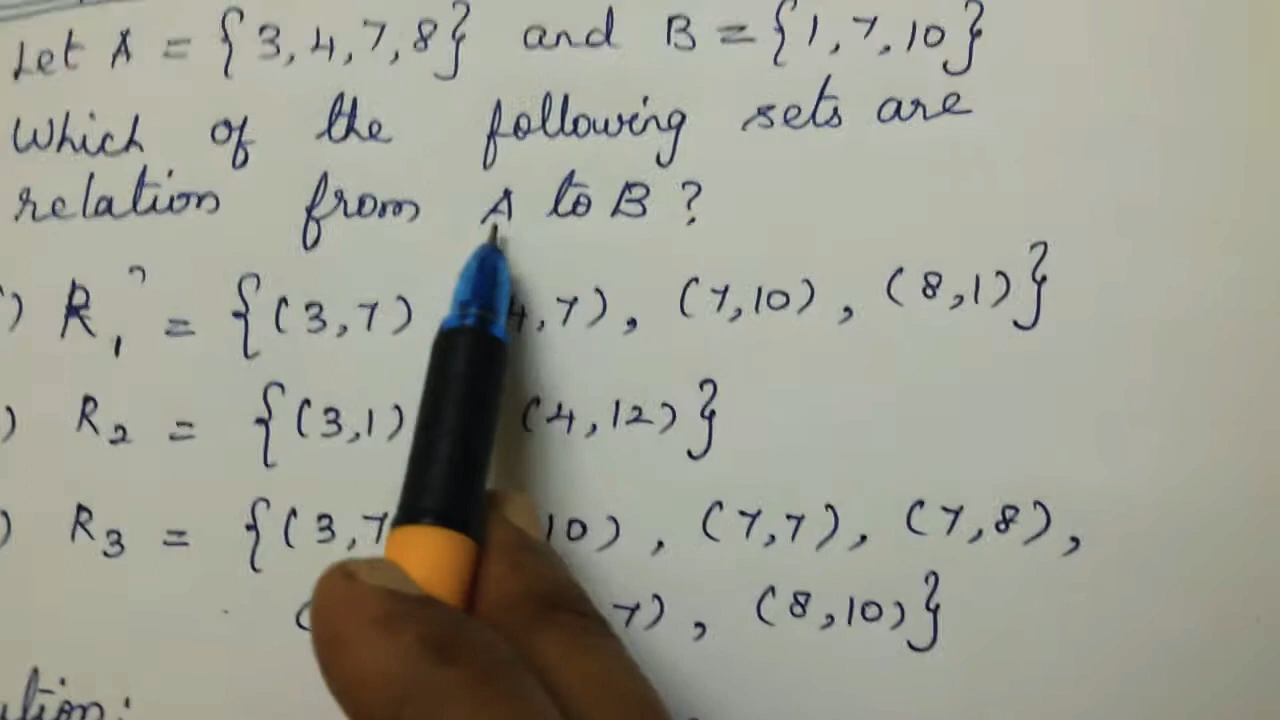 Let A = {3, 4, 7, 8} and B = {1, 7, 10}
Which of the following sets are
relation from A to B ?
) R₁ = {(3,7) 4,7), (7,10), (8,1)}
) R₂ = {(3,1) (4,12)}
) R₃ = {(3,7 10), (7,7), (7,8),
( 7), (8,10)}